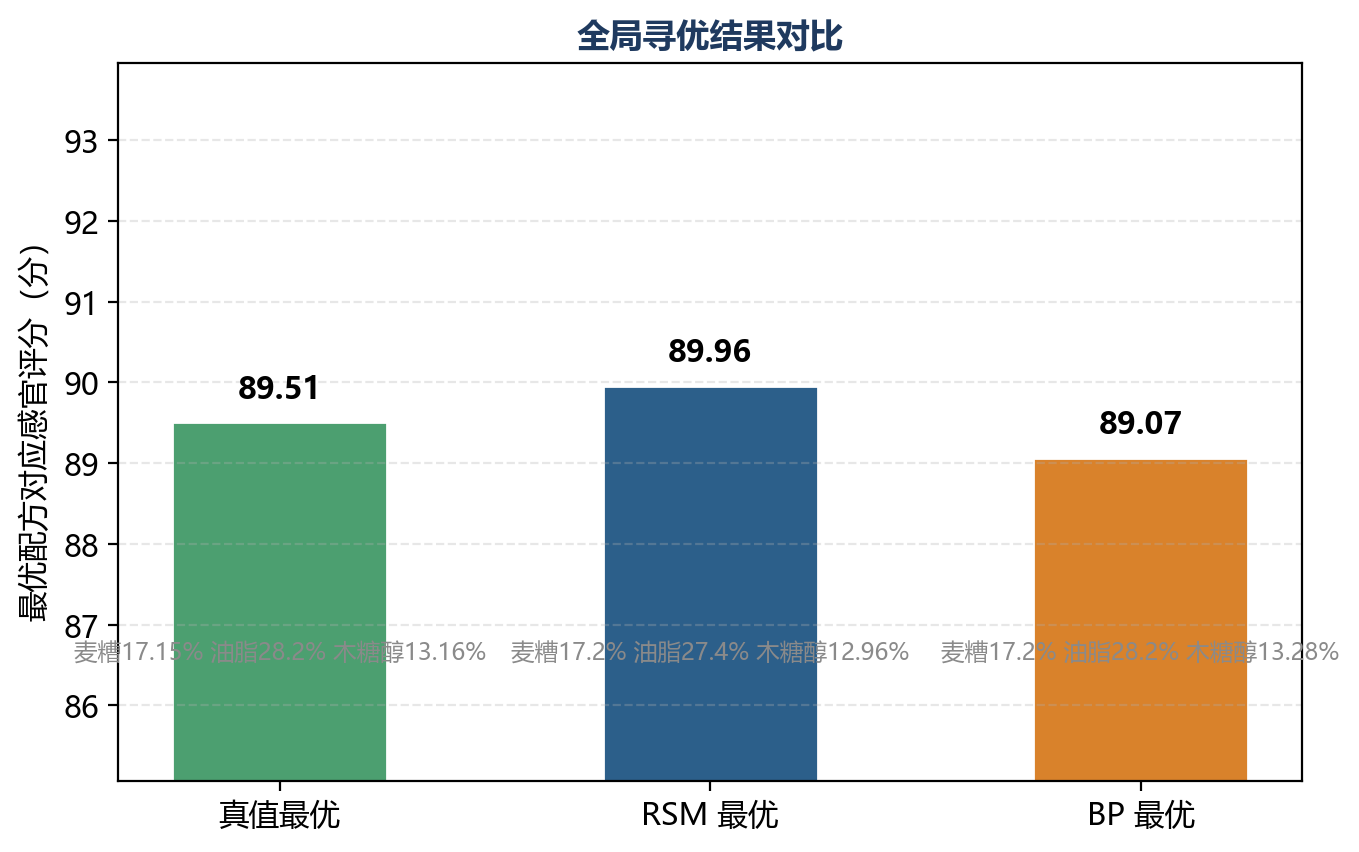 全局寻优结果对比
最优配方对应感官评分（分）
93
92
91
90
89
88
87
86
89.51
89.96
89.07
麦糟17.15% 油脂28.2% 木糖醇13.16%
麦糟17.2% 油脂27.4% 木糖醇12.96%
麦糟17.2% 油脂28.2% 木糖醇13.28%
真值最优
RSM 最优
BP 最优